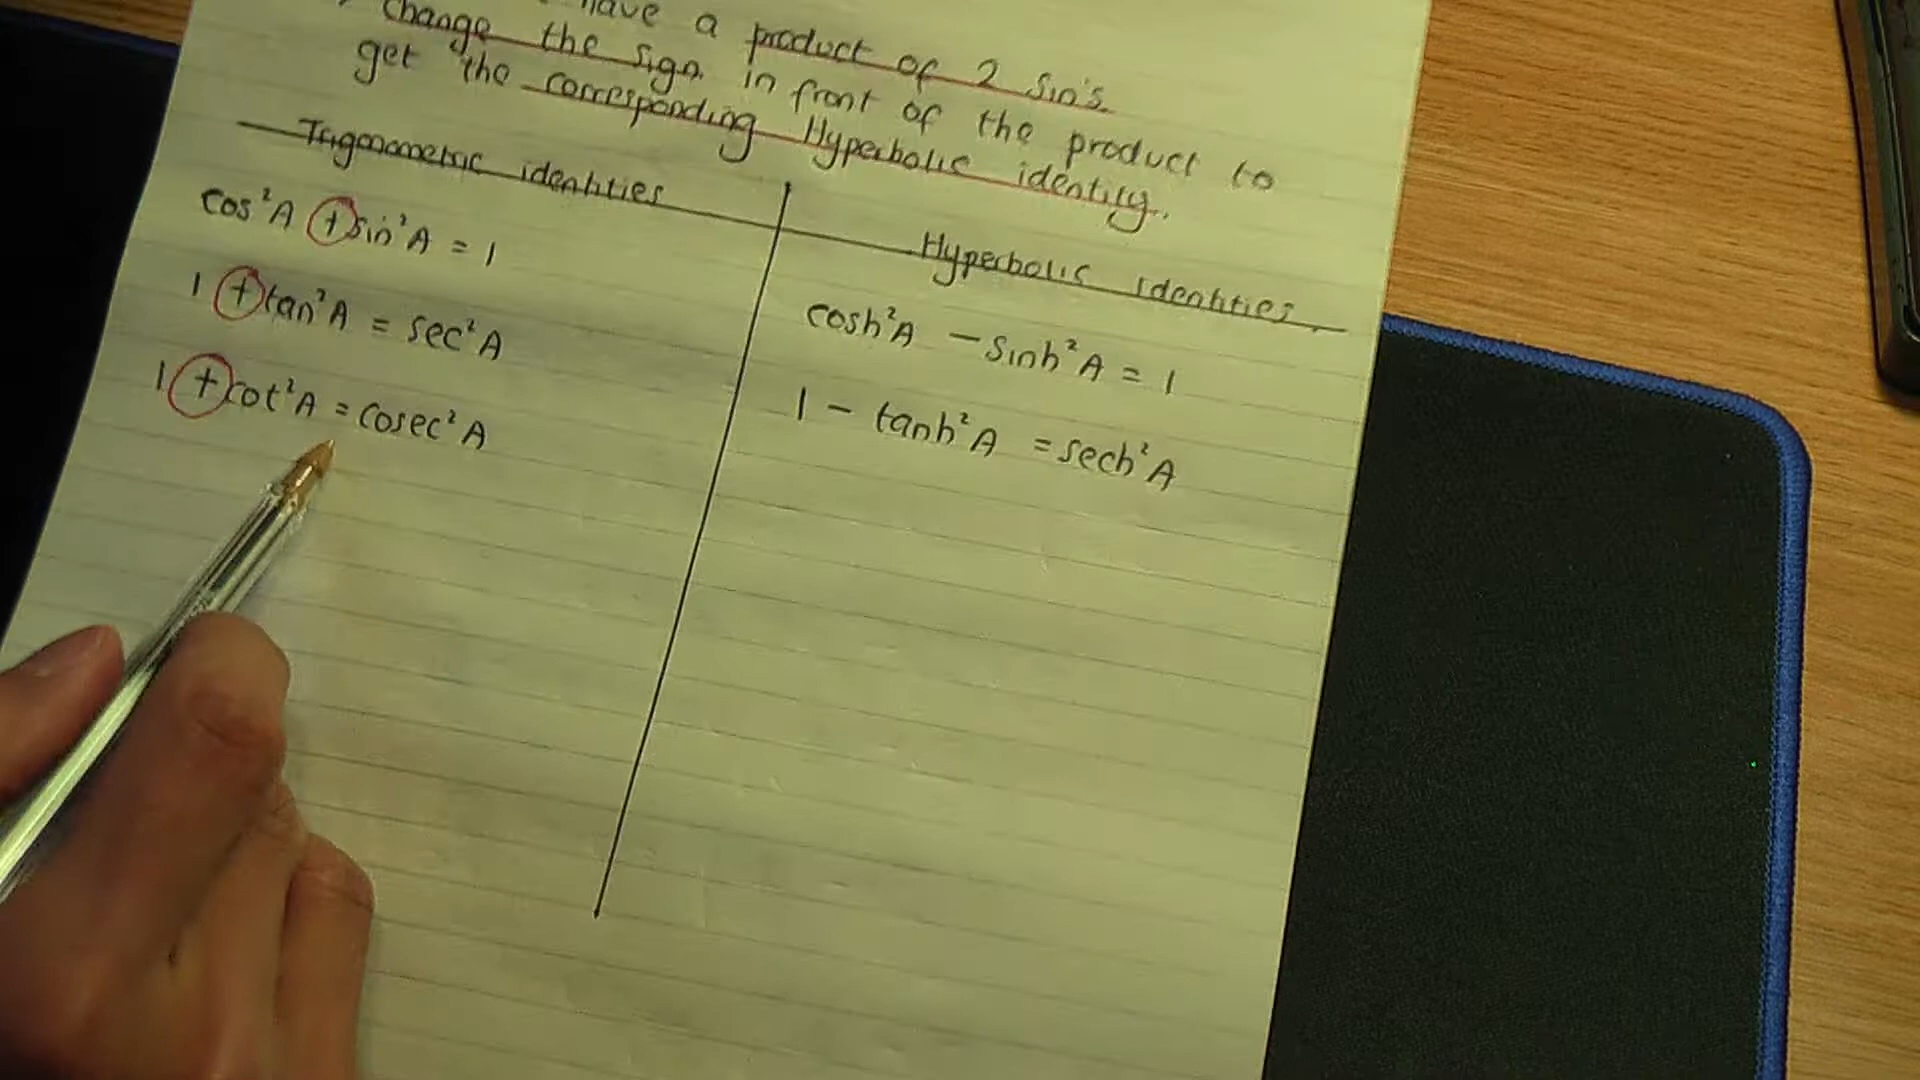 have a product of 2 sin's.
change the sign in front of the product to
get the corresponding Hyperbolic identity.
Trigonometric identities
cos²A + sin²A = 1
1 + tan²A = sec²A
1 + cot²A = cosec²A
Hyperbolic identities
cosh²A − sinh²A = 1
1 − tanh²A = sech²A